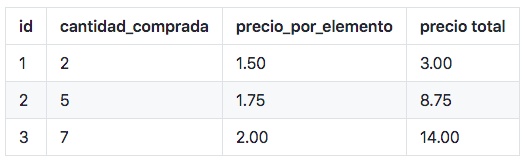 id cantidad_comprada precio_por_elemento precio total
1 2 1.50 3.00
2 5 1.75 8.75
3 7 2.00 14.00